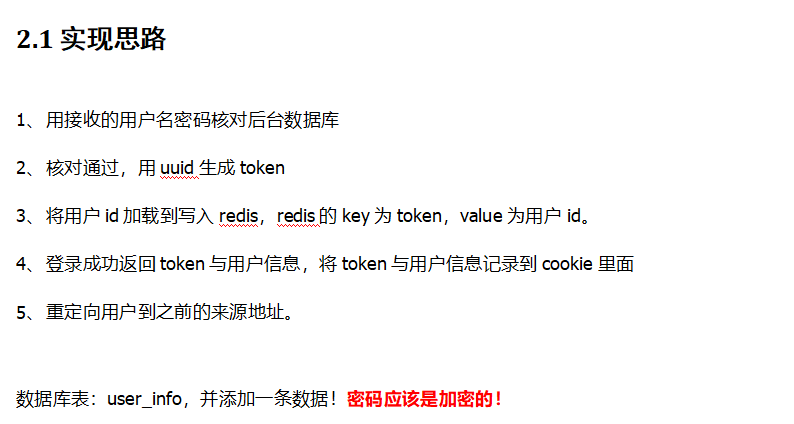 2.1 实现思路
1、 用接收的用户名密码核对后台数据库
2、 核对通过，用 uuid 生成 token
3、 将用户 id 加载到写入 redis，redis 的 key 为 token，value 为用户 id。
4、 登录成功返回 token 与用户信息，将 token 与用户信息记录到 cookie 里面
5、 重定向用户到之前的来源地址。
数据库表：user_info，并添加一条数据！密码应该是加密的！